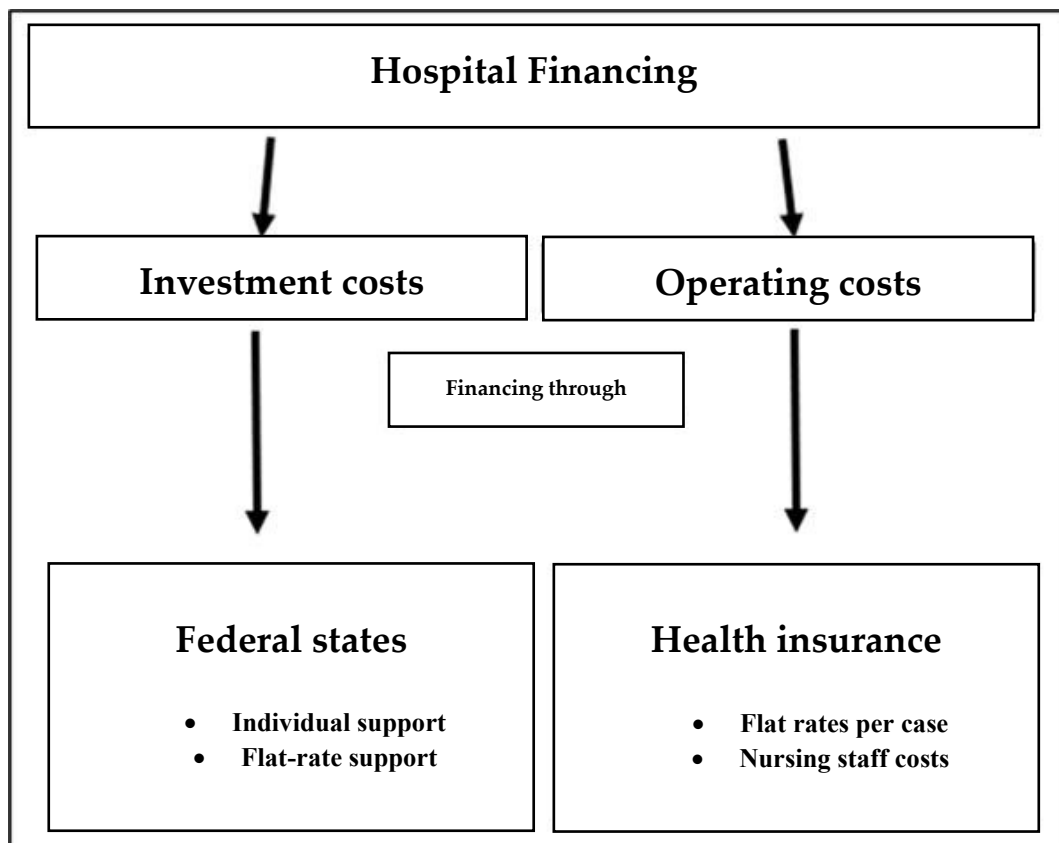 Hospital Financing
Investment costs
Operating costs
Financing through
Federal states
• Individual support
• Flat-rate support
Health insurance
• Flat rates per case
• Nursing staff costs